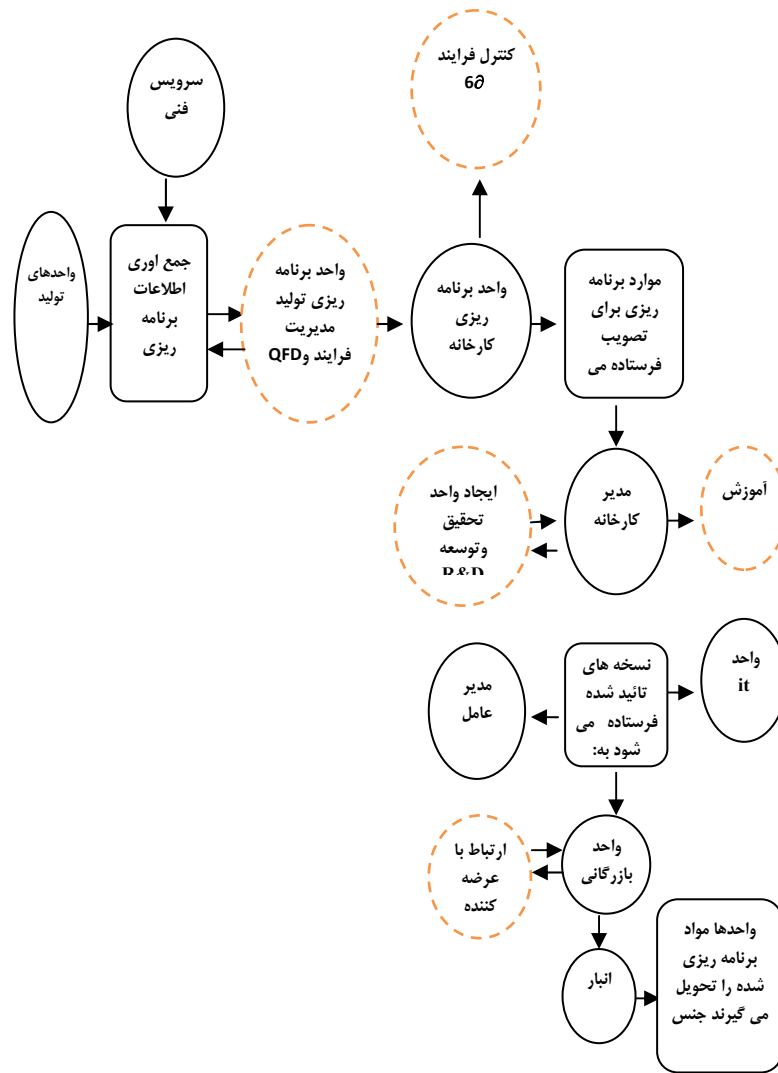 سرویس
فنی
کنترل فرایند
6∂
واحدهای
تولید
جمع اوری
اطلاعات
برنامه
ریزی
واحد برنامه
ریزی تولید
مدیریت
فرایند وQFD
واحد برنامه
ریزی
کارخانه
موارد برنامه
ریزی برای
تصویب
فرستاده می
ایجاد واحد
تحقیق
وتوسعه
R&D
مدیر
کارخانه
آموزش
مدیر
عامل
نسخه های
تائید شده
فرستاده می
شود به:
واحد
it
ارتباط با
عرضه
کننده
واحد
بازرگانی
انبار
واحدها مواد
برنامه ریزی
شده را تحویل
می گیرند جنس